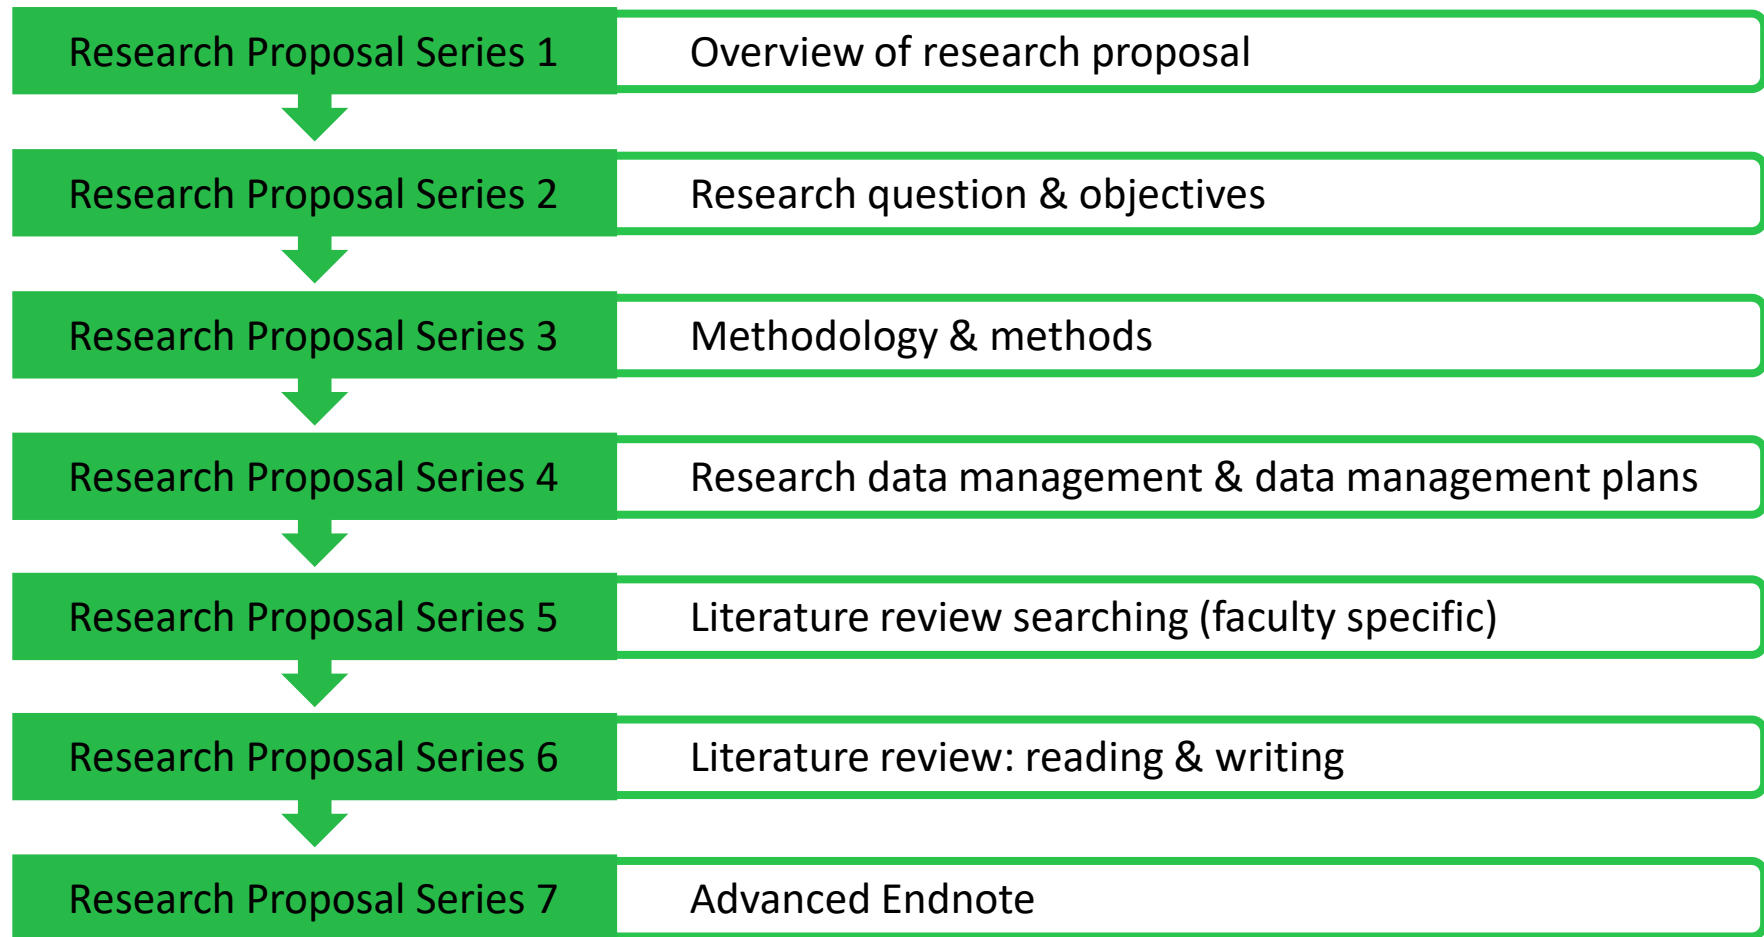 Research Proposal Series 1
Overview of research proposal
Research Proposal Series 2
Research question & objectives
Research Proposal Series 3
Methodology & methods
Research Proposal Series 4
Research data management & data management plans
Research Proposal Series 5
Literature review searching (faculty specific)
Research Proposal Series 6
Literature review: reading & writing
Research Proposal Series 7
Advanced Endnote